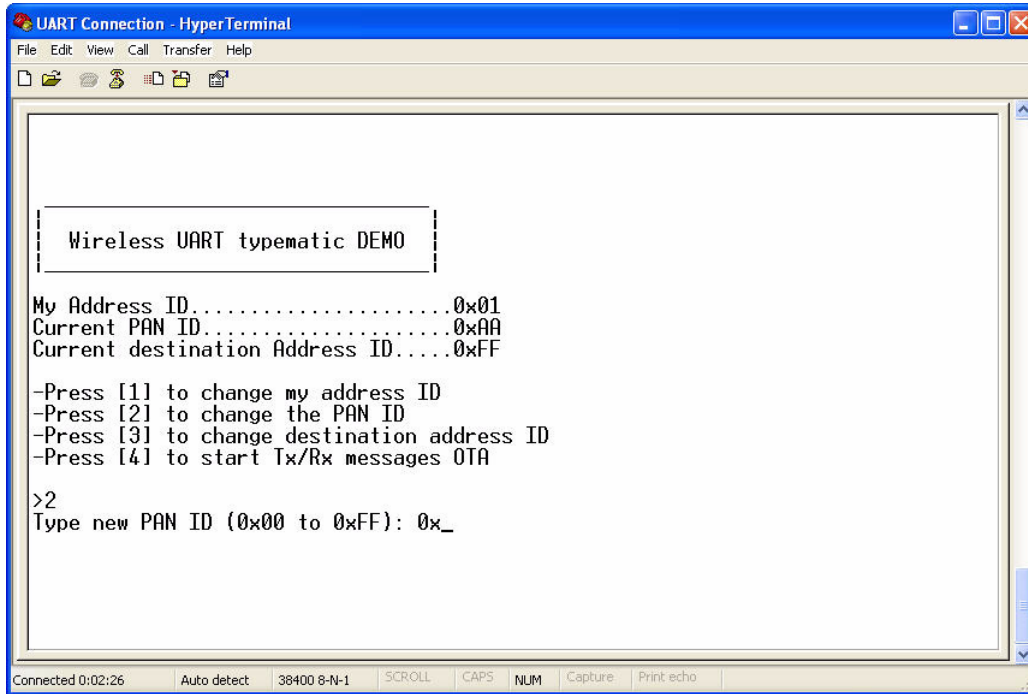 UART Connection - HyperTerminal
File Edit View Call Transfer Help
Wireless UART typematic DEMO
My Address ID......................0x01
Current PAN ID.....................0xAA
Current destination Address ID.....0xFF
-Press [1] to change my address ID
-Press [2] to change the PAN ID
-Press [3] to change destination address ID
-Press [4] to start Tx/Rx messages OTA
>2
Type new PAN ID (0x00 to 0xFF): 0x_
Connected 0:02:26 Auto detect 38400 8-N-1 SCROLL CAPS NUM Capture Print echo